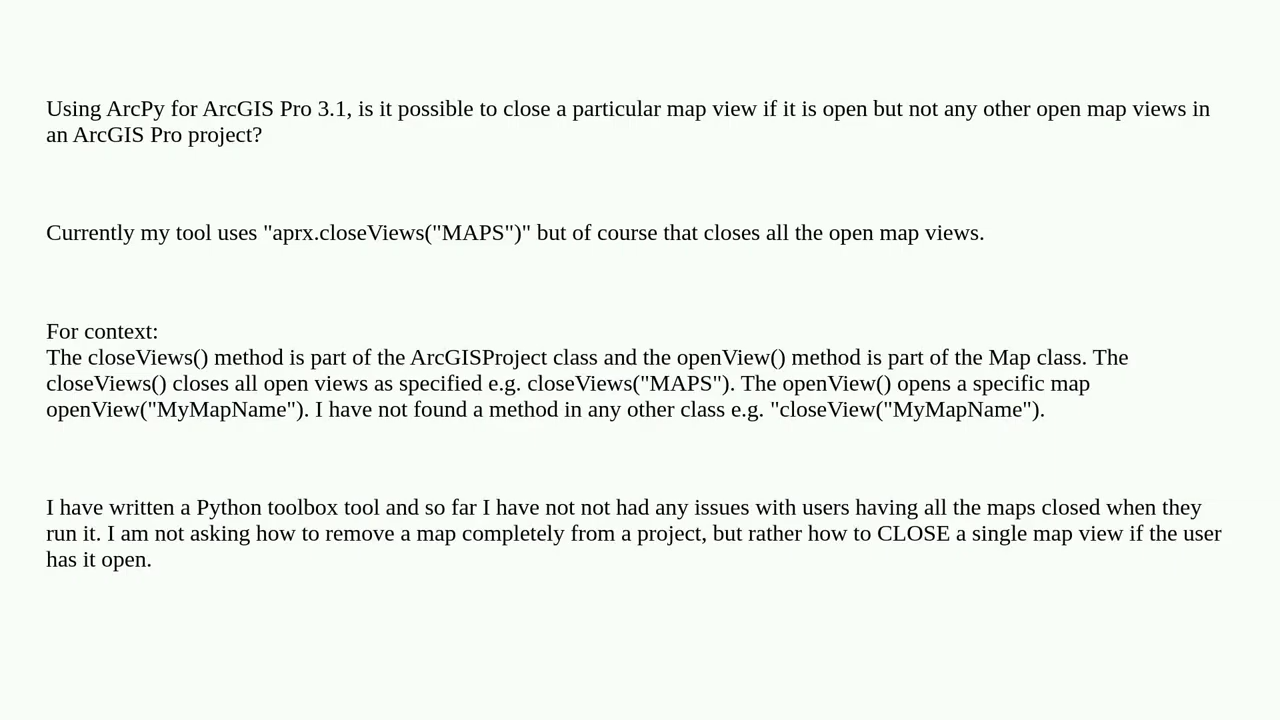 Using ArcPy for ArcGIS Pro 3.1, is it possible to close a particular map view if it is open but not any other open map views in
an ArcGIS Pro project?
Currently my tool uses "aprx.closeViews("MAPS")" but of course that closes all the open map views.
For context:
The closeViews() method is part of the ArcGISProject class and the openView() method is part of the Map class. The
closeViews() closes all open views as specified e.g. closeViews("MAPS"). The openView() opens a specific map
openView("MyMapName"). I have not found a method in any other class e.g. "closeView("MyMapName").
I have written a Python toolbox tool and so far I have not not had any issues with users having all the maps closed when they
run it. I am not asking how to remove a map completely from a project, but rather how to CLOSE a single map view if the user
has it open.